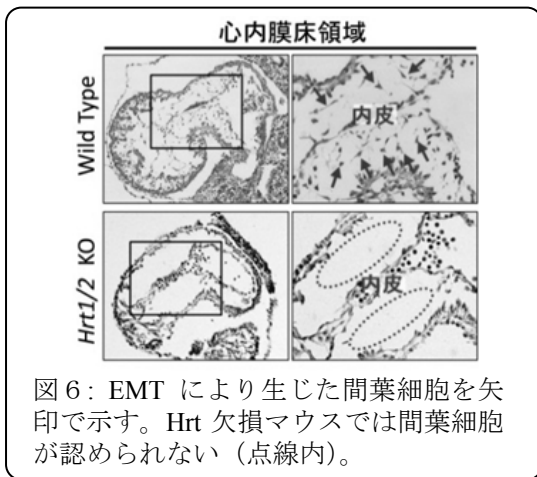 心内膜床領域
Wild Type
内皮
Hrt1/2 KO
内皮
図６: EMT により生じた間葉細胞を矢
印で示す。Hrt 欠損マウスでは間葉細胞
が認められない（点線内）。